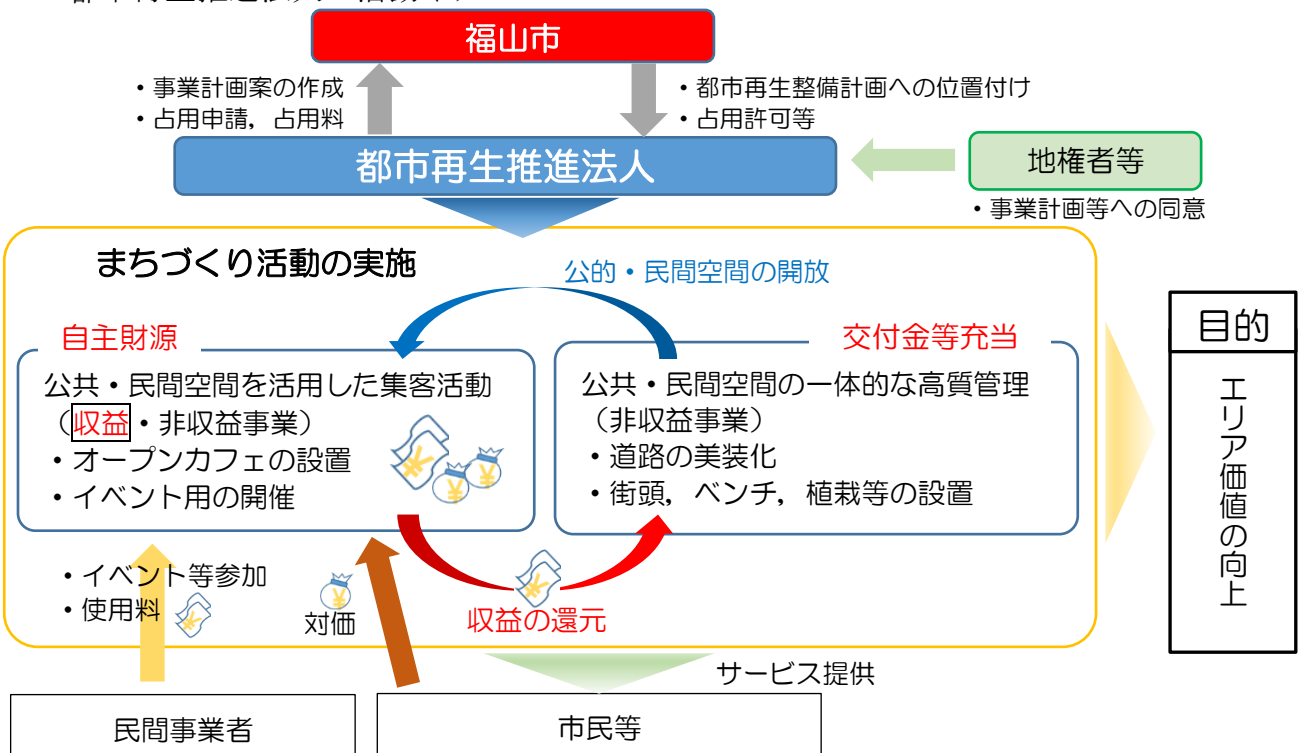 福山市
・事業計画案の作成
・占用申請，占用料
・都市再生整備計画への位置付け
・占用許可等
都市再生推進法人
地権者等
・事業計画等への同意
まちづくり活動の実施
公的・民間空間の開放
自主財源
公共・民間空間を活用した集客活動
（収益・非収益事業）
・オープンカフェの設置
・イベント用の開催
交付金等充当
公共・民間空間の一体的な高質管理
（非収益事業）
・道路の美装化
・街頭，ベンチ，植栽等の設置
・イベント等参加
・使用料
対価
収益の還元
サービス提供
民間事業者
市民等
目的
エリア価値の向上